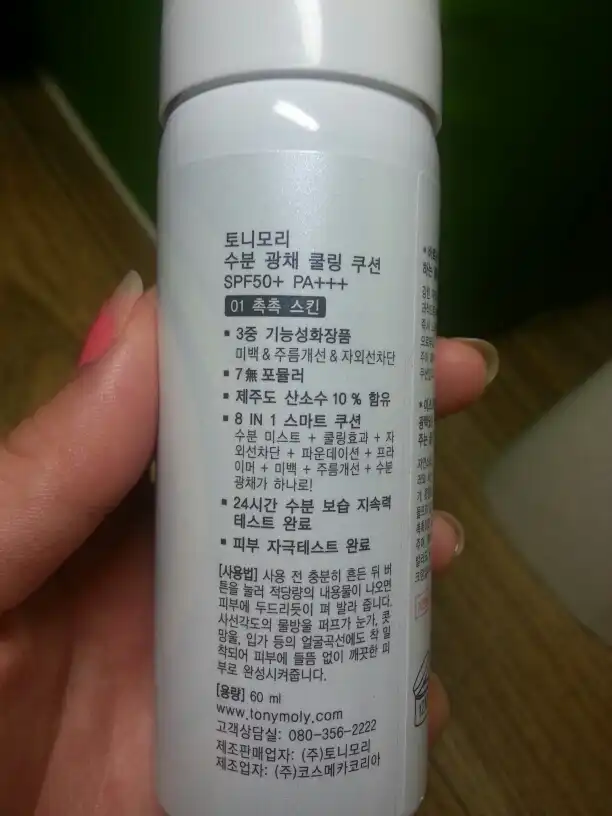 토니모리
수분 광채 쿨링 쿠션
SPF50+ PA+++
01 촉촉 스킨
▪ 3중 기능성화장품
미백&주름개선&자외선차단
▪ 7無 포뮬러
▪ 제주도 산소수 10% 함유
▪ 8 IN 1 스마트 쿠션
수분 미스트 + 쿨링효과 + 자
외선차단 + 파운데이션 + 프라
이머 + 미백 + 주름개선 + 수분
광채가 하나로!
▪ 24시간 수분 보습 지속력
테스트 완료
▪ 피부 자극테스트 완료
[사용법] 사용 전 충분히 흔든 뒤 버
튼을 눌러 적당량의 내용물이 나오면
피부에 두드리듯이 펴 발라 줍니다.
사선각도의 물방울 퍼프가 눈가, 콧
망울, 입가 등의 얼굴곡선에도 착 밀
착되어 피부에 들뜸 없이 깨끗한 피
부로 완성시켜줍니다.
[용량] 60 ml
www.tonymoly.com
고객상담실: 080-356-2222
제조판매업자: (주)토니모리
제조업자: (주)코스메카코리아